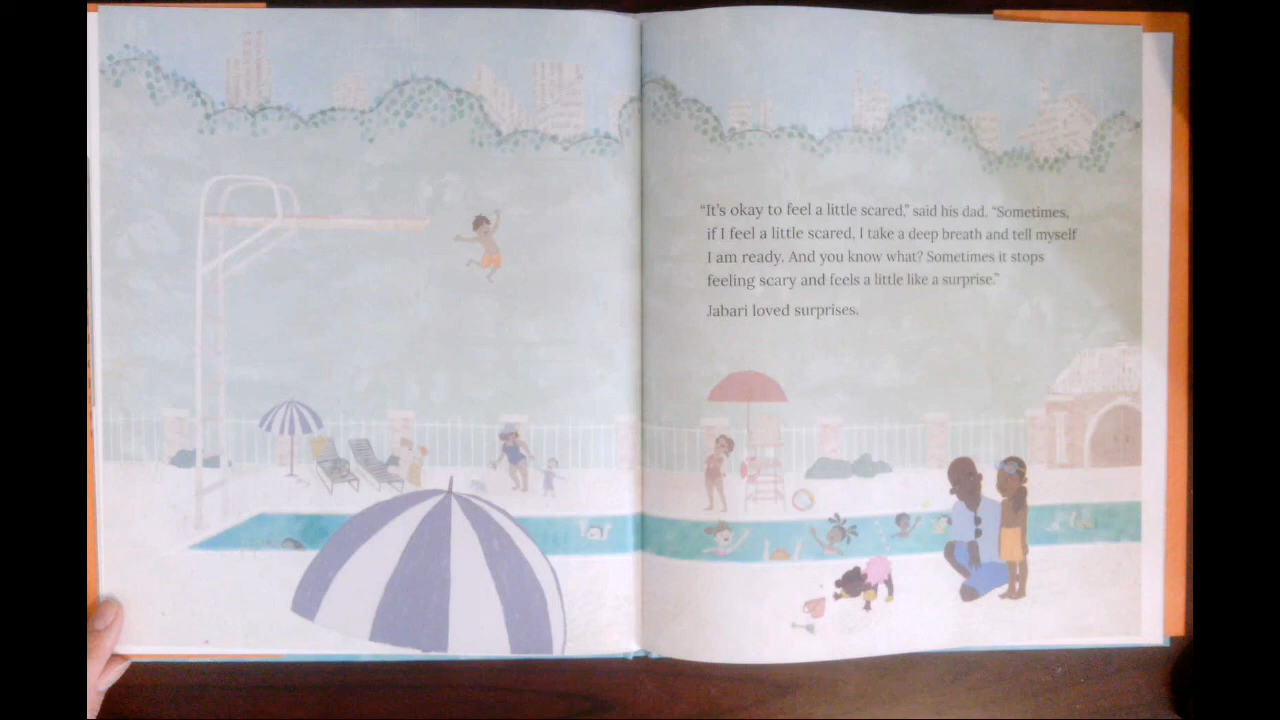 “It’s okay to feel a little scared,” said his dad. “Sometimes,
if I feel a little scared, I take a deep breath and tell myself
I am ready. And you know what? Sometimes it stops
feeling scary and feels a little like a surprise.”
Jabari loved surprises.